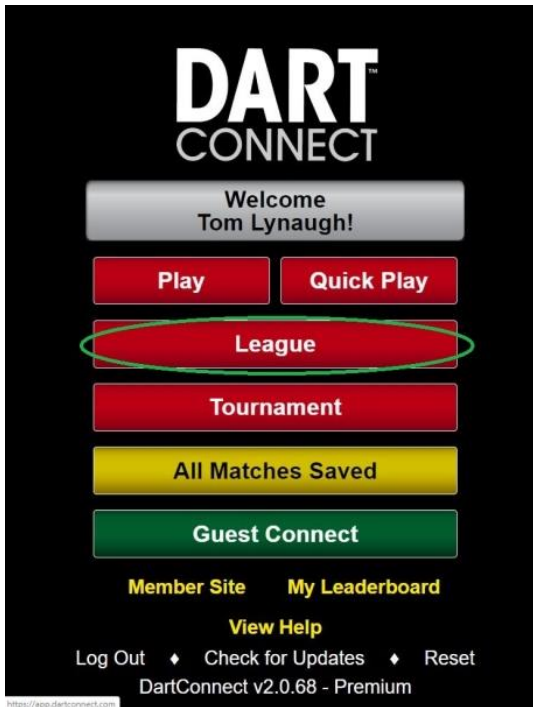 DART™
CONNECT
Welcome
Tom Lynaugh!
Play Quick Play
League
Tournament
All Matches Saved
Guest Connect
Member Site My Leaderboard
View Help
Log Out ♦ Check for Updates ♦ Reset
DartConnect v2.0.68 - Premium
https://app.dartconnect.com